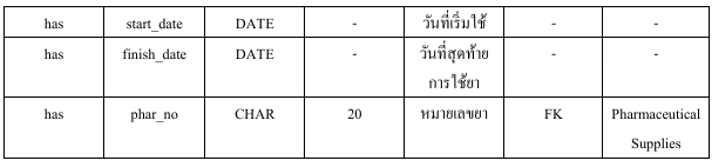 has start_date DATE - วันที่เริ่มใช้ - -
has finish_date DATE - วันที่สุดท้าย - -
การใช้ยา
has phar_no CHAR 20 หมายเลขยา FK Pharmaceutical
Supplies